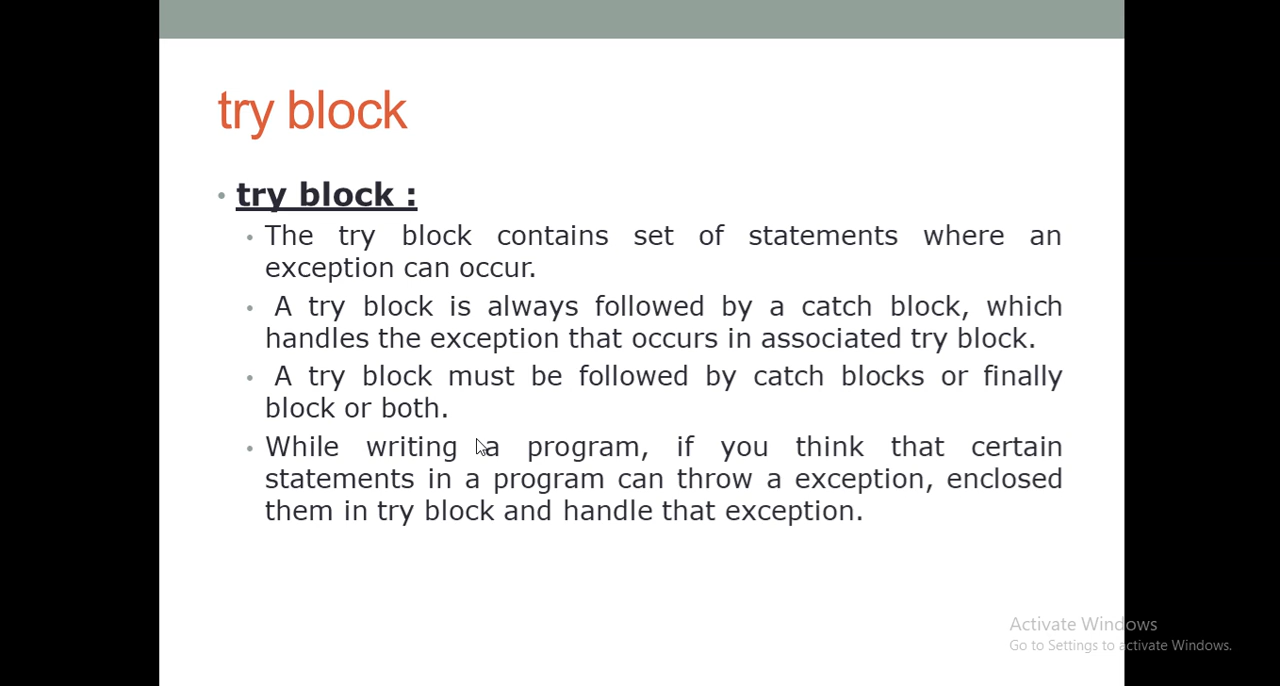 try block
• try block :
• The try block contains set of statements where an
exception can occur.
• A try block is always followed by a catch block, which
handles the exception that occurs in associated try block.
• A try block must be followed by catch blocks or finally
block or both.
• While writing a program, if you think that certain
statements in a program can throw a exception, enclosed
them in try block and handle that exception.
Activate Windows
Go to Settings to activate Windows.